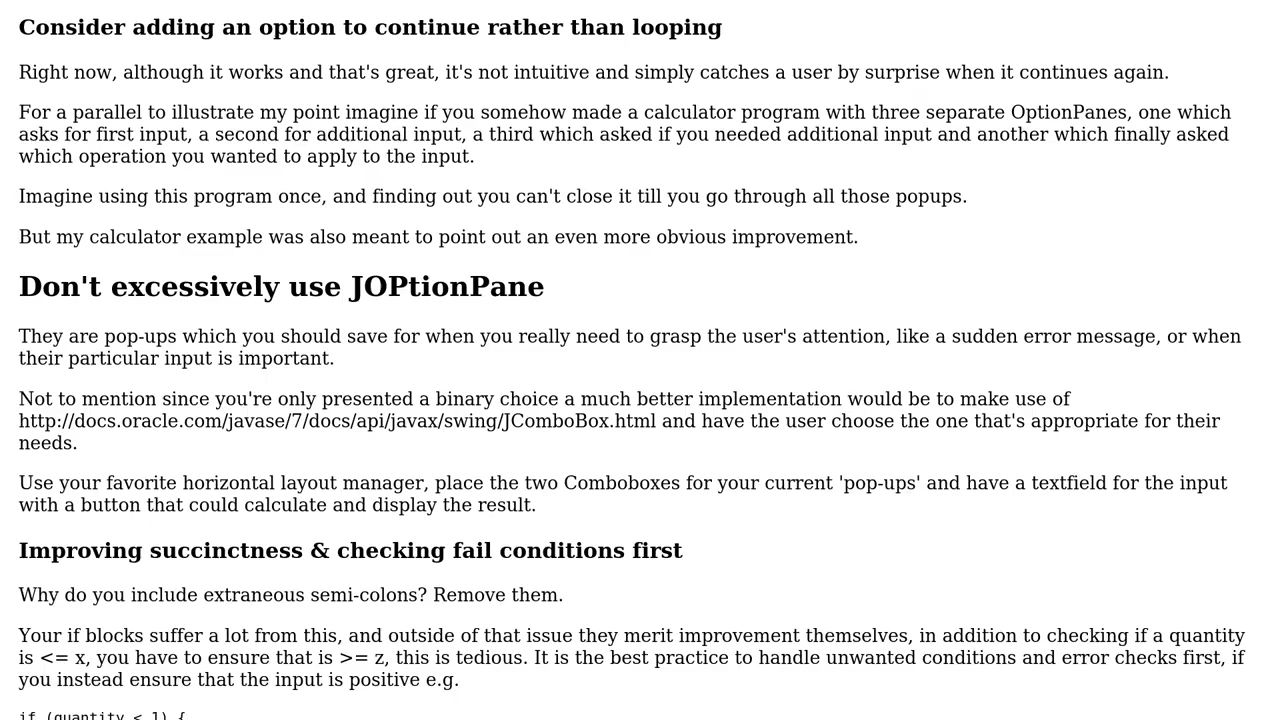 Consider adding an option to continue rather than looping
Right now, although it works and that's great, it's not intuitive and simply catches a user by surprise when it continues again.
For a parallel to illustrate my point imagine if you somehow made a calculator program with three separate OptionPanes, one which
asks for first input, a second for additional input, a third which asked if you needed additional input and another which finally asked
which operation you wanted to apply to the input.
Imagine using this program once, and finding out you can't close it till you go through all those popups.
But my calculator example was also meant to point out an even more obvious improvement.
Don't excessively use JOPtionPane
They are pop-ups which you should save for when you really need to grasp the user's attention, like a sudden error message, or when
their particular input is important.
Not to mention since you're only presented a binary choice a much better implementation would be to make use of
http://docs.oracle.com/javase/7/docs/api/javax/swing/JComboBox.html and have the user choose the one that's appropriate for their
needs.
Use your favorite horizontal layout manager, place the two Comboboxes for your current 'pop-ups' and have a textfield for the input
with a button that could calculate and display the result.
Improving succinctness & checking fail conditions first
Why do you include extraneous semi-colons? Remove them.
Your if blocks suffer a lot from this, and outside of that issue they merit improvement themselves, in addition to checking if a quantity
is <= x, you have to ensure that is >= z, this is tedious. It is the best practice to handle unwanted conditions and error checks first, if
you instead ensure that the input is positive e.g.
if (quantity < 1) {